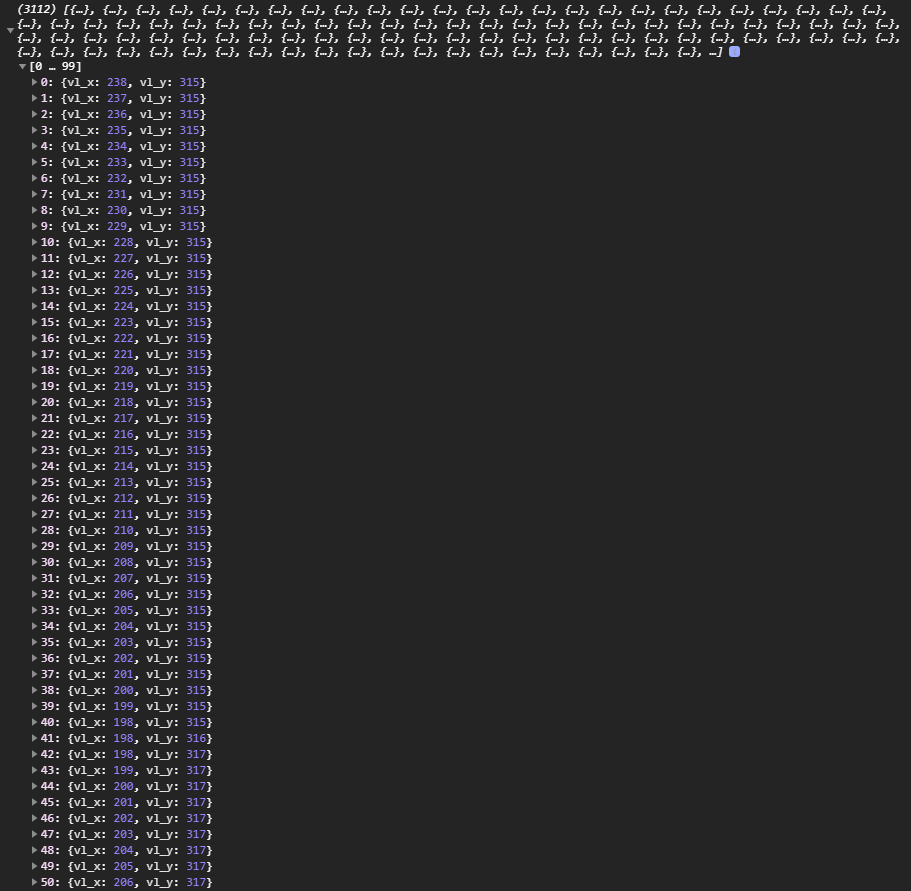 (3112) [{…}, {…}, {…}, {…}, {…}, {…}, {…}, {…}, {…}, {…}, {…}, {…}, {…}, {…}, {…}, {…}, {…}, {…}, {…}, {…}, {…}, {…}, {…}, {…}, {…},
{…}, {…}, {…}, {…}, {…}, {…}, {…}, {…}, {…}, {…}, {…}, {…}, {…}, {…}, {…}, {…}, {…}, {…}, {…}, {…}, {…}, {…}, {…}, {…}, {…}, {…}, {…},
{…}, {…}, {…}, {…}, {…}, {…}, {…}, {…}, {…}, {…}, {…}, {…}, {…}, {…}, {…}, {…}, {…}, {…}, {…}, {…}, {…}, {…}, {…}, {…}, {…}, {…}, {…},
{…}, {…}, {…}, {…}, {…}, {…}, {…}, {…}, {…}, {…}, {…}, {…}, {…}, {…}, {…}, {…}, {…}, {…}, {…}, {…}, {…}, …]
[0 … 99]
0: {vl_x: 238, vl_y: 315}
1: {vl_x: 237, vl_y: 315}
2: {vl_x: 236, vl_y: 315}
3: {vl_x: 235, vl_y: 315}
4: {vl_x: 234, vl_y: 315}
5: {vl_x: 233, vl_y: 315}
6: {vl_x: 232, vl_y: 315}
7: {vl_x: 231, vl_y: 315}
8: {vl_x: 230, vl_y: 315}
9: {vl_x: 229, vl_y: 315}
10: {vl_x: 228, vl_y: 315}
11: {vl_x: 227, vl_y: 315}
12: {vl_x: 226, vl_y: 315}
13: {vl_x: 225, vl_y: 315}
14: {vl_x: 224, vl_y: 315}
15: {vl_x: 223, vl_y: 315}
16: {vl_x: 222, vl_y: 315}
17: {vl_x: 221, vl_y: 315}
18: {vl_x: 220, vl_y: 315}
19: {vl_x: 219, vl_y: 315}
20: {vl_x: 218, vl_y: 315}
21: {vl_x: 217, vl_y: 315}
22: {vl_x: 216, vl_y: 315}
23: {vl_x: 215, vl_y: 315}
24: {vl_x: 214, vl_y: 315}
25: {vl_x: 213, vl_y: 315}
26: {vl_x: 212, vl_y: 315}
27: {vl_x: 211, vl_y: 315}
28: {vl_x: 210, vl_y: 315}
29: {vl_x: 209, vl_y: 315}
30: {vl_x: 208, vl_y: 315}
31: {vl_x: 207, vl_y: 315}
32: {vl_x: 206, vl_y: 315}
33: {vl_x: 205, vl_y: 315}
34: {vl_x: 204, vl_y: 315}
35: {vl_x: 203, vl_y: 315}
36: {vl_x: 202, vl_y: 315}
37: {vl_x: 201, vl_y: 315}
38: {vl_x: 200, vl_y: 315}
39: {vl_x: 199, vl_y: 315}
40: {vl_x: 198, vl_y: 315}
41: {vl_x: 198, vl_y: 316}
42: {vl_x: 198, vl_y: 317}
43: {vl_x: 199, vl_y: 317}
44: {vl_x: 200, vl_y: 317}
45: {vl_x: 201, vl_y: 317}
46: {vl_x: 202, vl_y: 317}
47: {vl_x: 203, vl_y: 317}
48: {vl_x: 204, vl_y: 317}
49: {vl_x: 205, vl_y: 317}
50: {vl_x: 206, vl_y: 317}